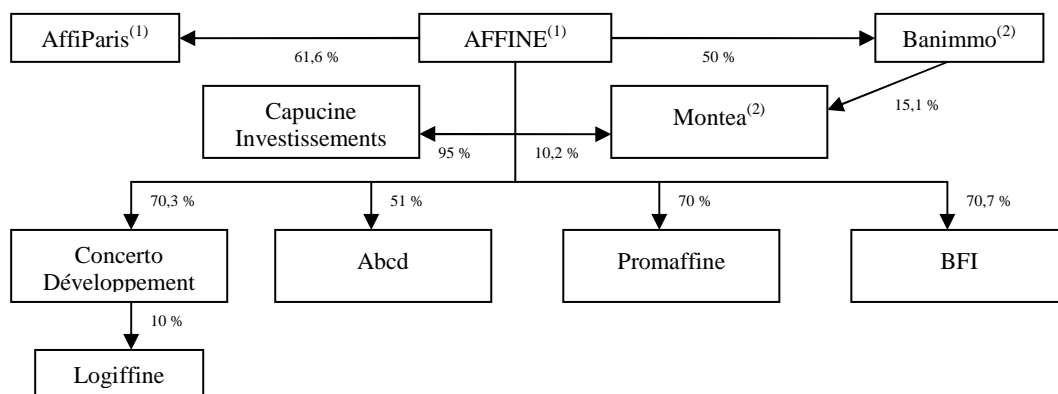 AffiParis(1)
AFFINE(1)
Banimmo(2)
61,6 %
50 %
Capucine
Investissements
Montea(2)
15,1 %
95 %
10,2 %
70,3 %
51 %
70 %
70,7 %
Concerto
Développement
Abcd
Promaffine
BFI
10 %
Logiffine